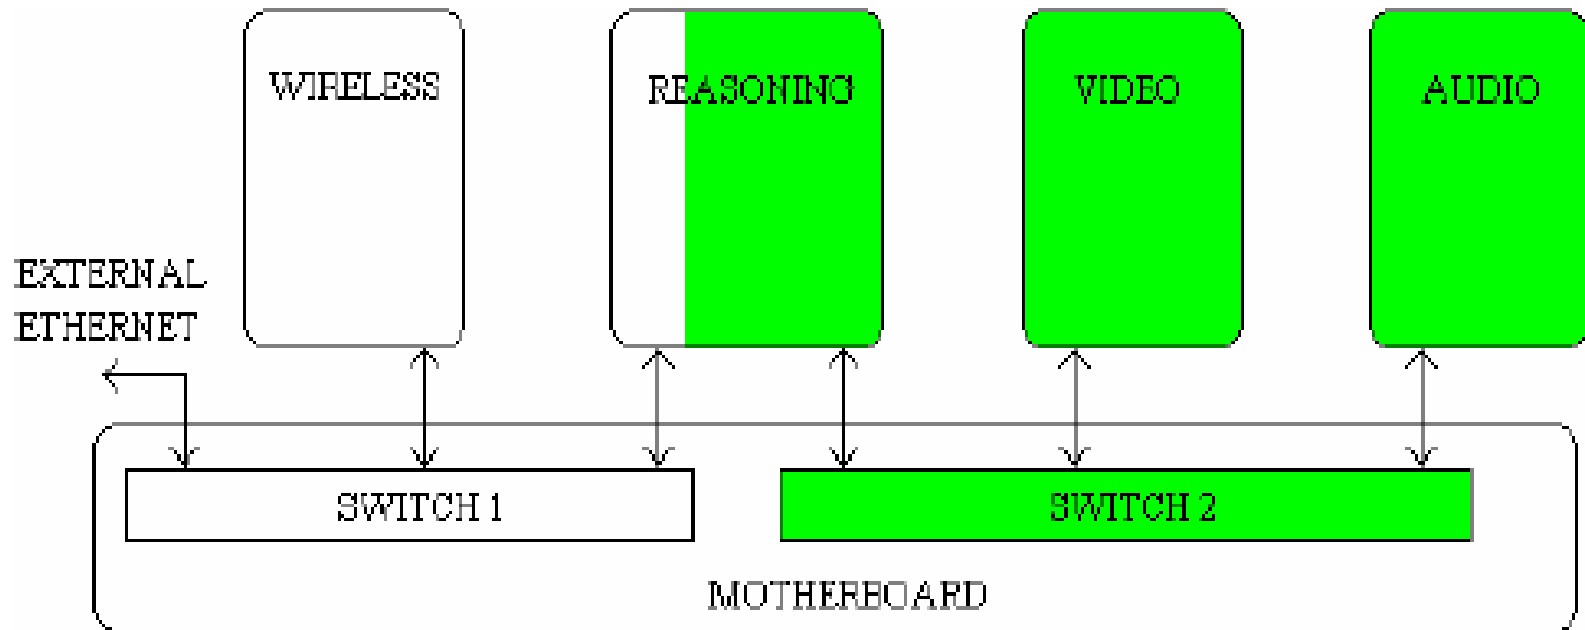 WIRELESS
REASONING
VIDEO
AUDIO
EXTERNAL
ETHERNET
SWITCH 1
SWITCH 2
MOTHERBOARD